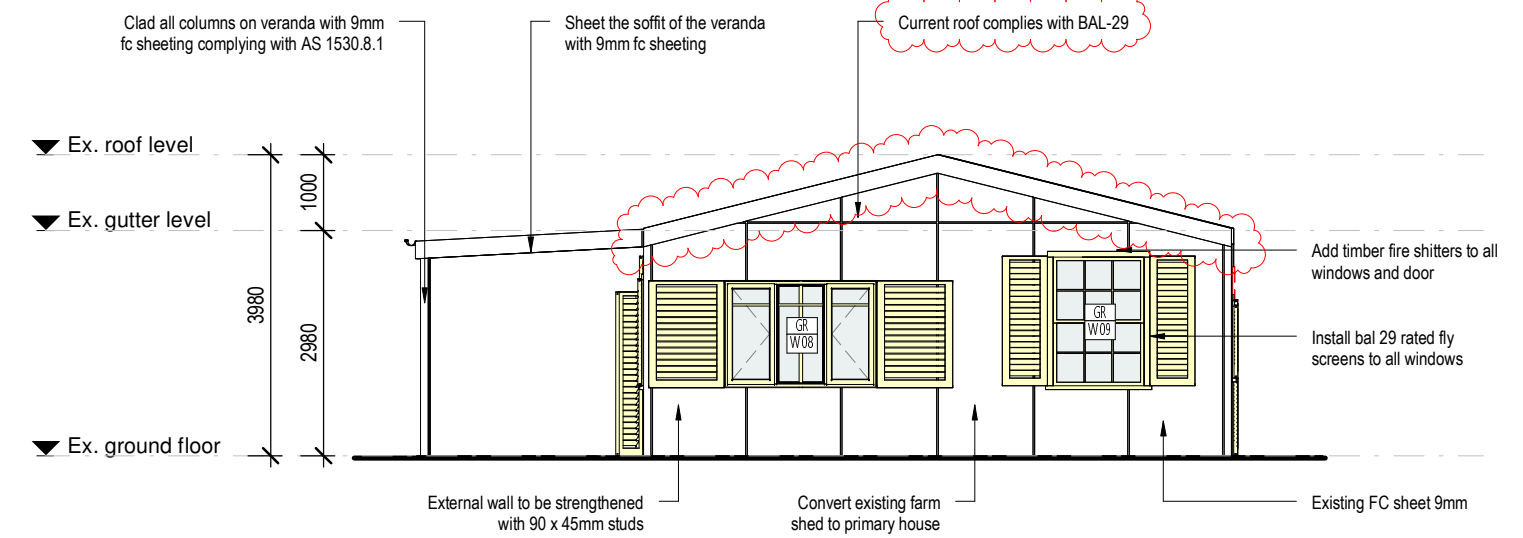 Clad all columns on veranda with 9mm
fc sheeting complying with AS 1530.8.1
Sheet the soffit of the veranda
with 9mm fc sheeting
Current roof complies with BAL-29
Ex. roof level
1000
Ex. gutter level
3980
2980
Ex. ground floor
GR
W08
GR
W09
Add timber fire shitters to all
windows and door
Install bal 29 rated fly
screens to all windows
External wall to be strengthened
with 90 x 45mm studs
Convert existing farm
shed to primary house
Existing FC sheet 9mm